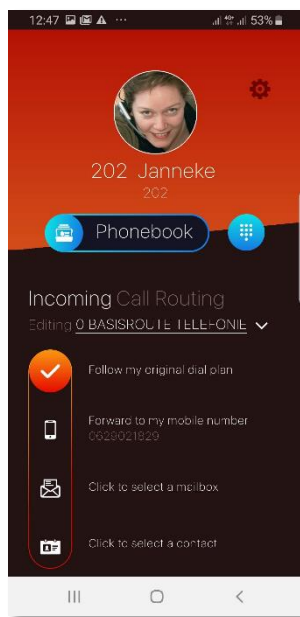 12:47 53%
202 Janneke
202
Phonebook
Incoming Call Routing
Editing 0 BASISROUTE TELEFONIE
Follow my original dial plan
Forward to my mobile number
0629021829
Click to select a mailbox
Click to select a contact